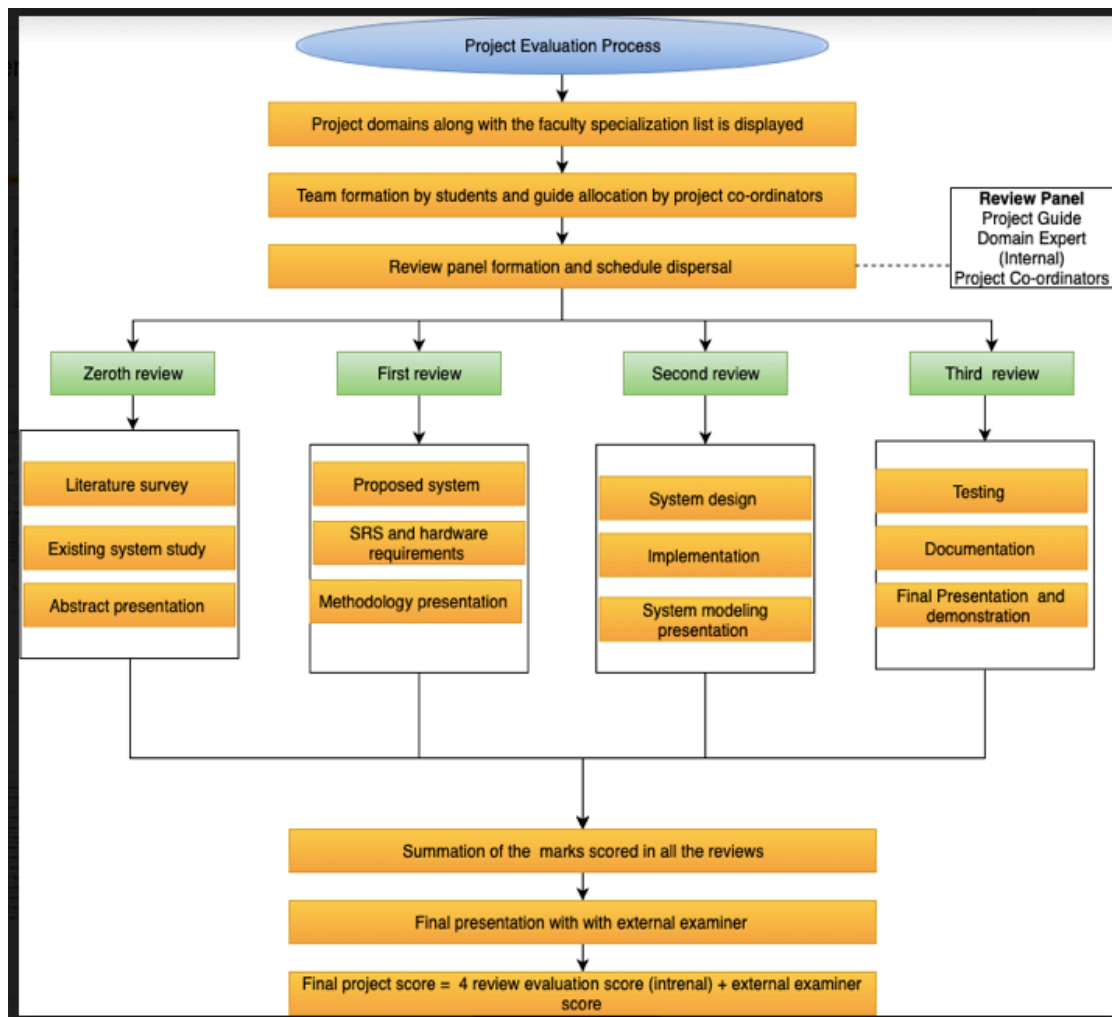 Project Evaluation Process
Project domains along with the faculty specialization list is displayed
Team formation by students and guide allocation by project co-ordinators
Review Panel
Project Guide
Domain Expert
(Internal)
Project Co-ordinators
Review panel formation and schedule dispersal
Zeroth review
First review
Second review
Third review
Literature survey
Existing system study
Abstract presentation
Proposed system
SRS and hardware
requirements
Methodology presentation
System design
Implementation
System modeling
presentation
Testing
Documentation
Final Presentation and
demonstration
Summation of the marks scored in all the reviews
Final presentation with with external examiner
Final project score = 4 review evaluation score (intrenal) + external examiner
score